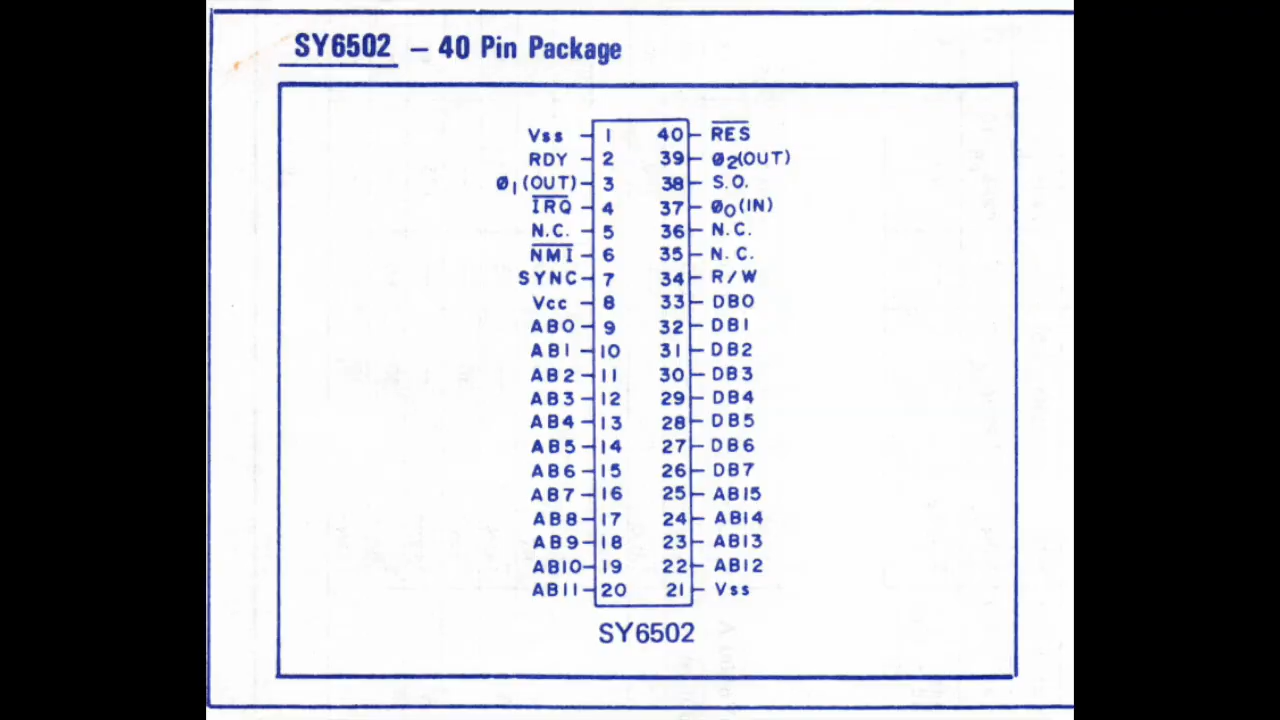 SY6502 – 40 Pin Package
Vss 1 40 R̅E̅S̅
RDY 2 39 Ø2(OUT)
Ø1(OUT) 3 38 S.O.
I̅R̅Q̅ 4 37 Ø0(IN)
N.C. 5 36 N.C.
N̅M̅I̅ 6 35 N.C.
SYNC 7 34 R/W
Vcc 8 33 DB0
AB0 9 32 DB1
AB1 10 31 DB2
AB2 11 30 DB3
AB3 12 29 DB4
AB4 13 28 DB5
AB5 14 27 DB6
AB6 15 26 DB7
AB7 16 25 AB15
AB8 17 24 AB14
AB9 18 23 AB13
AB10 19 22 AB12
AB11 20 21 Vss
SY6502